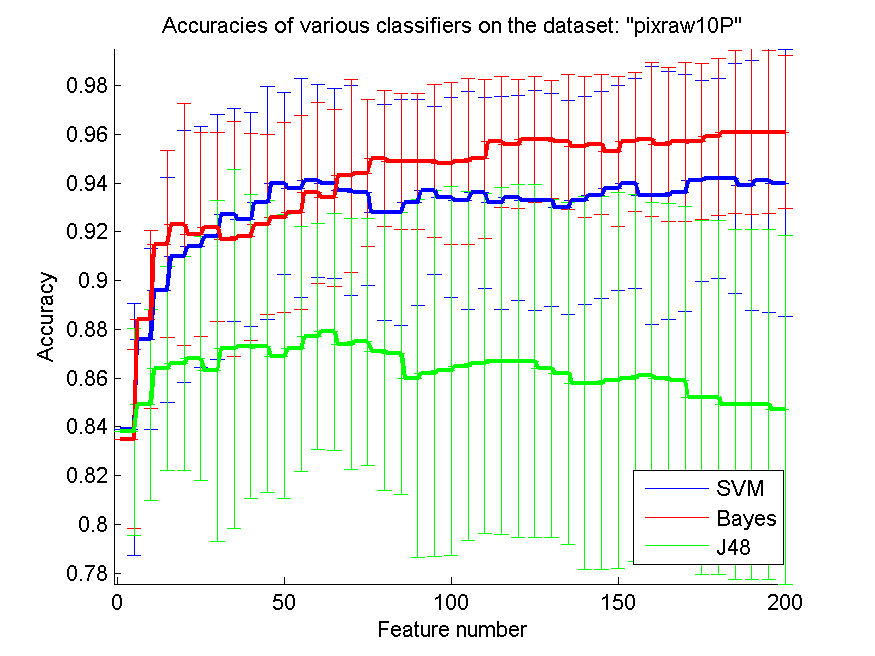 Accuracies of various classifiers on the dataset: "pixraw10P"
0.98
0.96
0.94
0.92
0.9
0.88
0.86
0.84
0.82
0.8
0.78
Accuracy
SVM
Bayes
J48
0 50 100 150 200
Feature number